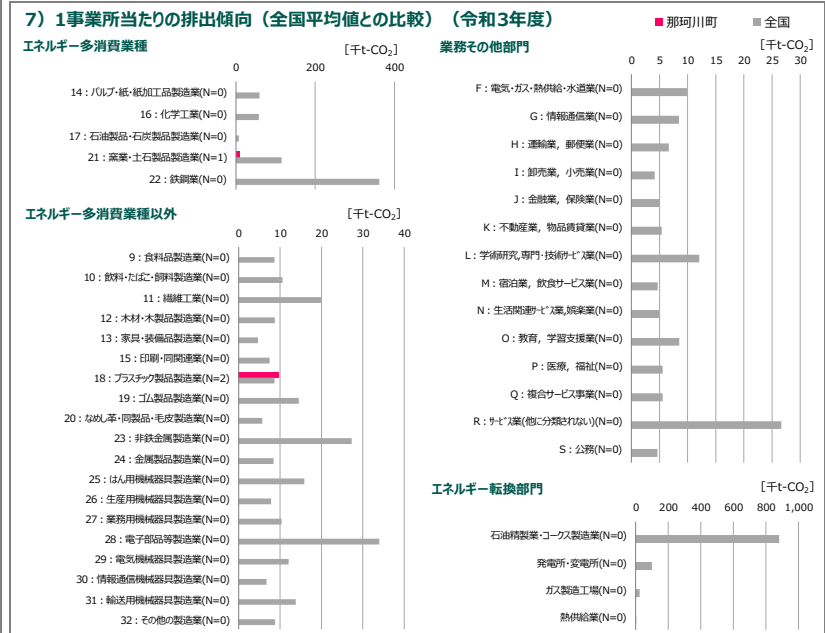 7）1事業所当たりの排出傾向（全国平均値との比較）（令和3年度）
■那珂川町 ■全国
エネルギー多消費業種
[千t-CO₂]
0 200 400
14：パルプ・紙・紙加工品製造業(N=0)
16：化学工業(N=0)
17：石油製品・石炭製品製造業(N=0)
21：窯業・土石製品製造業(N=1)
22：鉄鋼業(N=0)
エネルギー多消費業種以外
[千t-CO₂]
0 10 20 30 40
9：食料品製造業(N=0)
10：飲料・たばこ・飼料製造業(N=0)
11：繊維工業(N=0)
12：木材・木製品製造業(N=0)
13：家具・装備品製造業(N=0)
15：印刷・同関連業(N=0)
18：プラスチック製品製造業(N=2)
19：ゴム製品製造業(N=0)
20：なめし革・同製品・毛皮製造業(N=0)
23：非鉄金属製造業(N=0)
24：金属製品製造業(N=0)
25：はん用機械器具製造業(N=0)
26：生産用機械器具製造業(N=0)
27：業務用機械器具製造業(N=0)
28：電子部品等製造業(N=0)
29：電気機械器具製造業(N=0)
30：情報通信機械器具製造業(N=0)
31：輸送用機械器具製造業(N=0)
32：その他の製造業(N=0)
業務その他部門
[千t-CO₂]
0 5 10 15 20 25 30
F：電気・ガス・熱供給・水道業(N=0)
G：情報通信業(N=0)
H：運輸業，郵便業(N=0)
I：卸売業，小売業(N=0)
J：金融業，保険業(N=0)
K：不動産業，物品賃貸業(N=0)
L：学術研究,専門・技術サービス業(N=0)
M：宿泊業，飲食サービス業(N=0)
N：生活関連サービス業,娯楽業(N=0)
O：教育，学習支援業(N=0)
P：医療，福祉(N=0)
Q：複合サービス事業(N=0)
R：サービス業(他に分類されない)(N=0)
S：公務(N=0)
エネルギー転換部門
[千t-CO₂]
0 200 400 600 800 1,000
石油精製業・コークス製造業(N=0)
発電所・変電所(N=0)
ガス製造工場(N=0)
熱供給業(N=0)